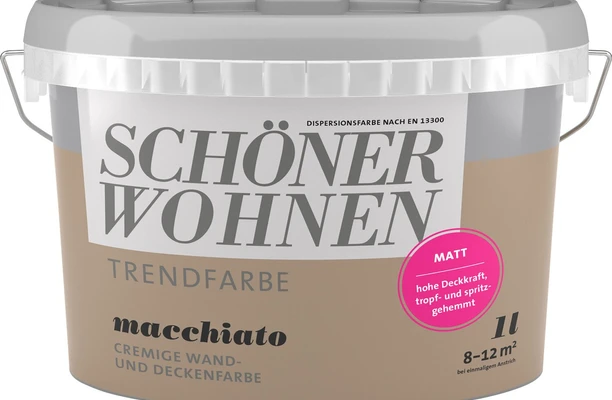 DISPERSIONSFARBE NACH EN 13300
SCHÖNER
WOHNEN
TRENDFARBE
MATT
hohe Deckkraft,
tropf- und spritz-
gehemmt
macchiato
CREMIGE WAND-
UND DECKENFARBE
1l
8–12 m²
bei einmaligem Anstrich